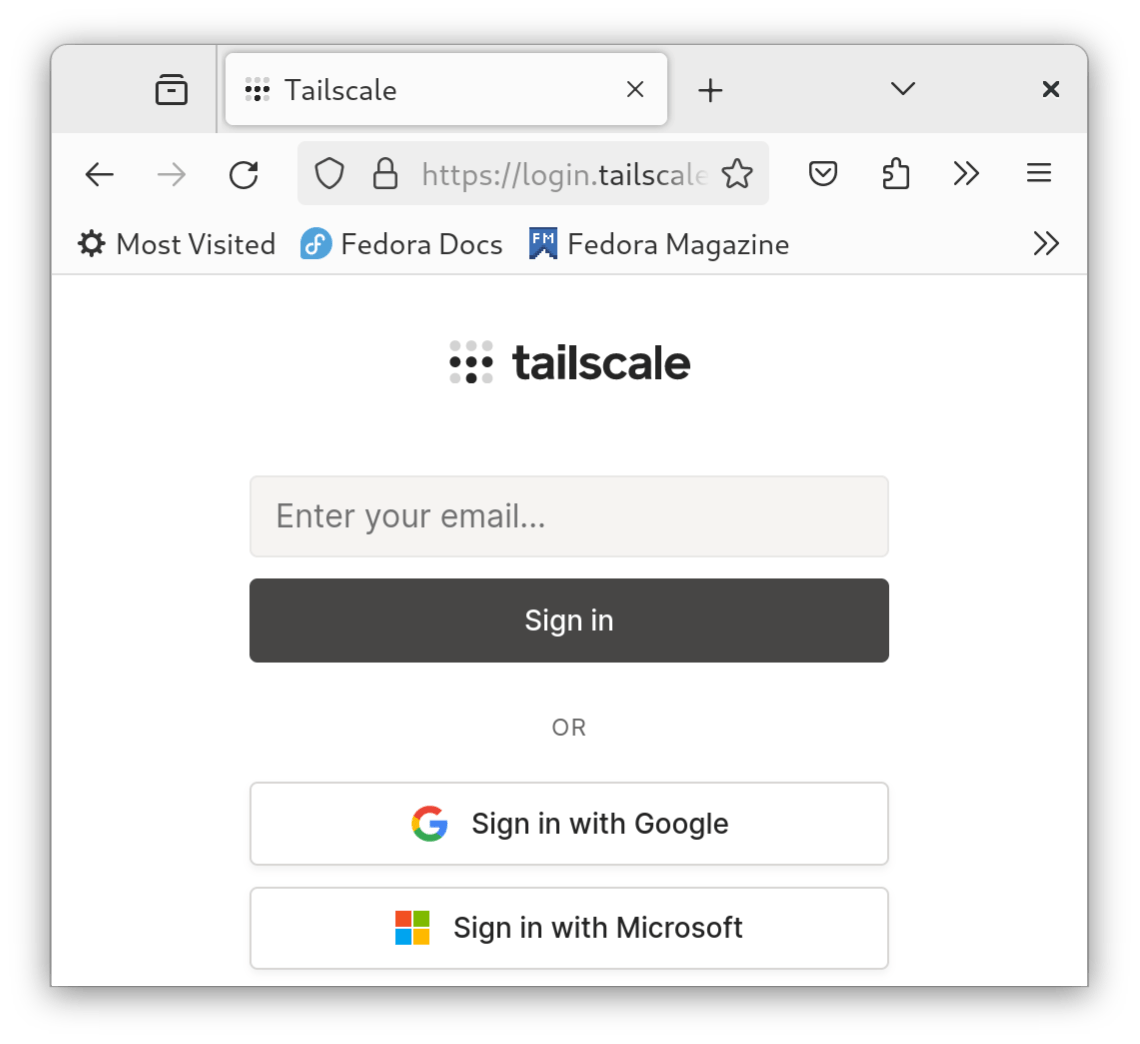 Tailscale
https://login.tailscale
Most Visited Fedora Docs FM Fedora Magazine
tailscale
Enter your email...
Sign in
OR
G Sign in with Google
Sign in with Microsoft